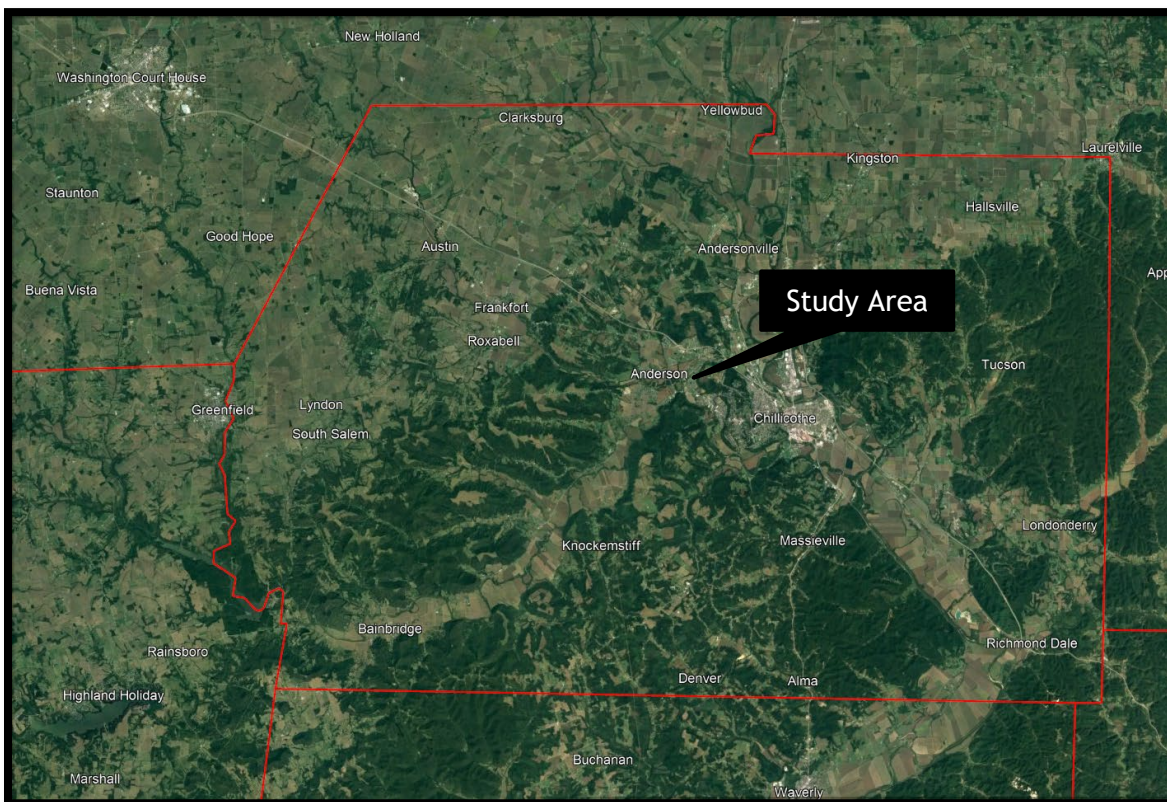 New Holland
Washington Court House
Clarksburg
Yellowbud
Laurelville
Kingston
Staunton
Hallsville
Good Hope
Austin
Andersonville
App
Buena Vista
Study Area
Frankfort
Roxabell
Tucson
Anderson
Greenfield
Lyndon
Chillicothe
South Salem
Londonderry
Massieville
Knockemstiff
Bainbridge
Richmond Dale
Rainsboro
Denver
Alma
Highland Holiday
Buchanan
Marshall
Waverly